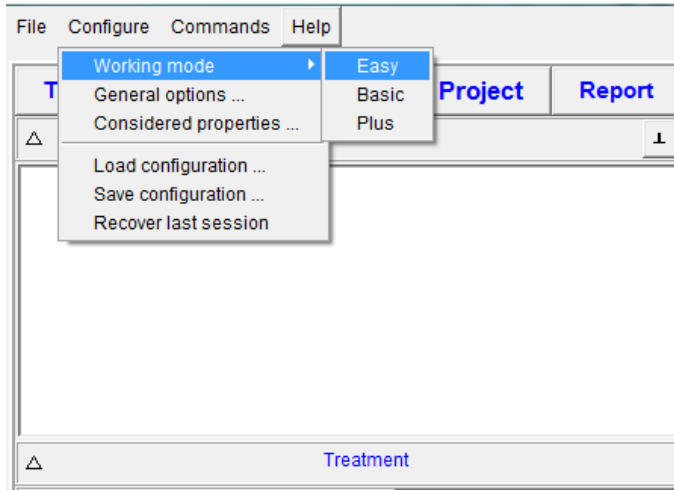 File Configure Commands Help
Working mode Easy
T General options ... Basic Project Report
Considered properties ... Plus
Load configuration ...
Save configuration ...
Recover last session
Treatment